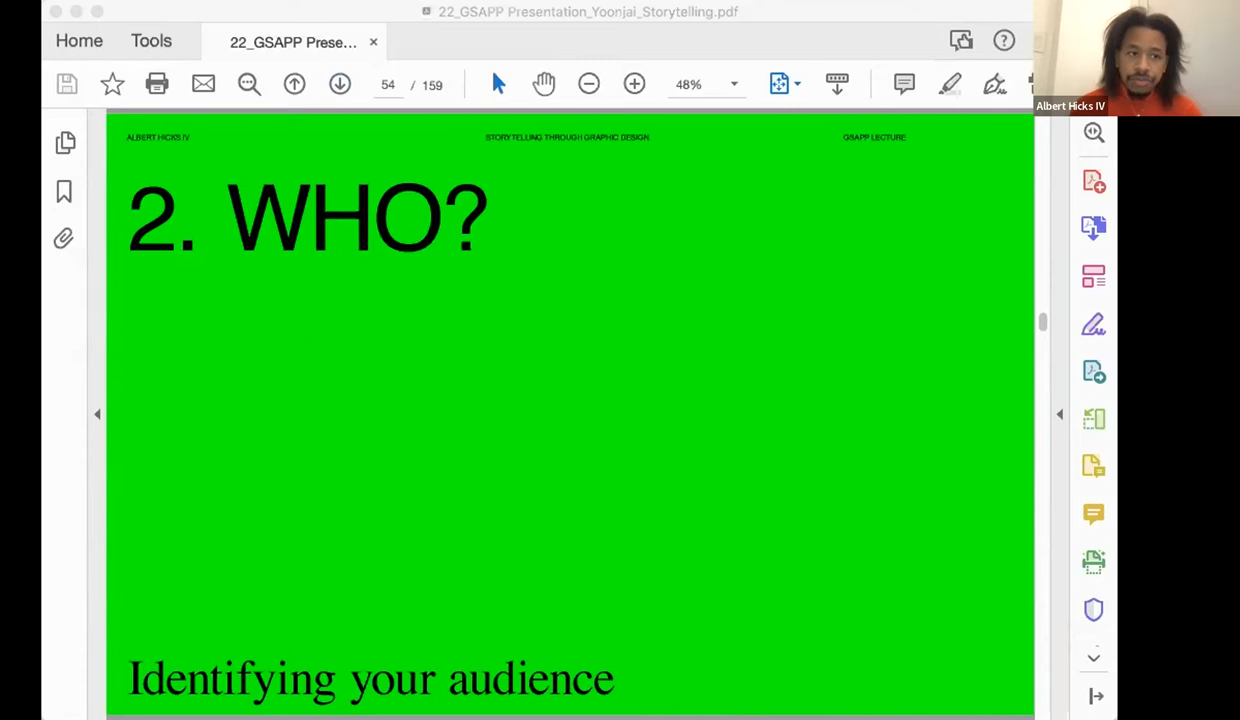 22_GSAPP Presentation_Yoonjai_Storytelling.pdf
Home Tools 22_GSAPP Prese... ×
54 / 159 48%
Albert Hicks IV
ALBERT HICKS IV STORYTELLING THROUGH GRAPHIC DESIGN GSAPP LECTURE
2. WHO?
Identifying your audience